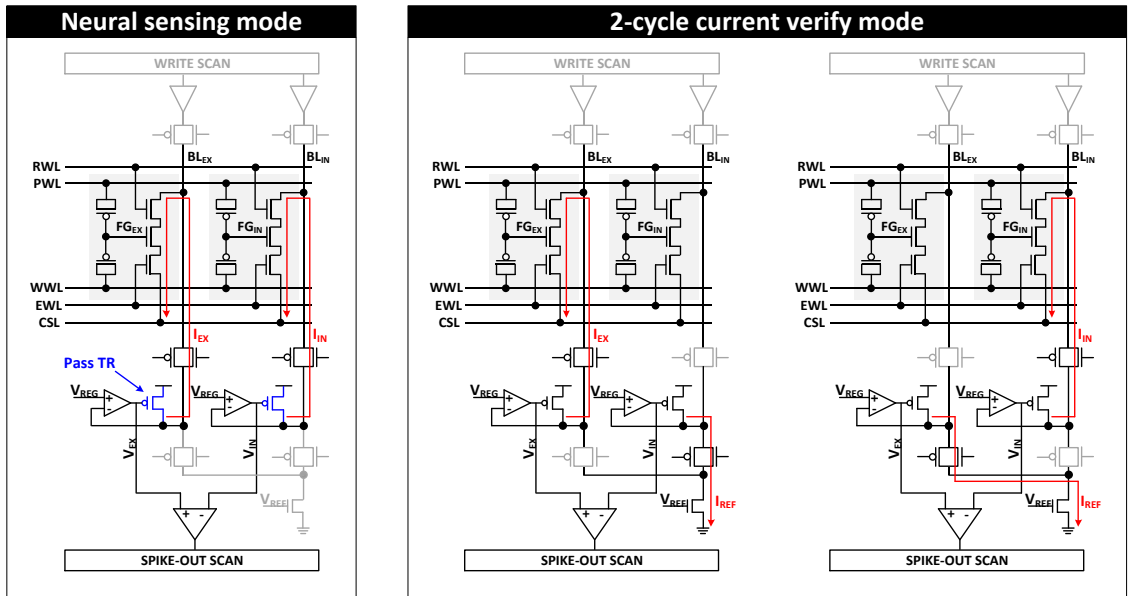 Neural sensing mode
WRITE SCAN
BLEX
BLIN
RWL
PWL
FGEX
FGIN
WWL
EWL
CSL
IEX
IIN
Pass TR
VREG
+
-
VREG
+
-
VEX
VIN
VREF
+
-
SPIKE-OUT SCAN
2-cycle current verify mode
WRITE SCAN
BLEX
BLIN
RWL
PWL
FGEX
FGIN
WWL
EWL
CSL
IEX
VREG
+
-
VREG
+
-
VEX
VIN
VREF
IREF
+
-
SPIKE-OUT SCAN
WRITE SCAN
BLEX
BLIN
RWL
PWL
FGEX
FGIN
WWL
EWL
CSL
IIN
VREG
+
-
VREG
+
-
VEX
VIN
VREF
IREF
+
-
SPIKE-OUT SCAN